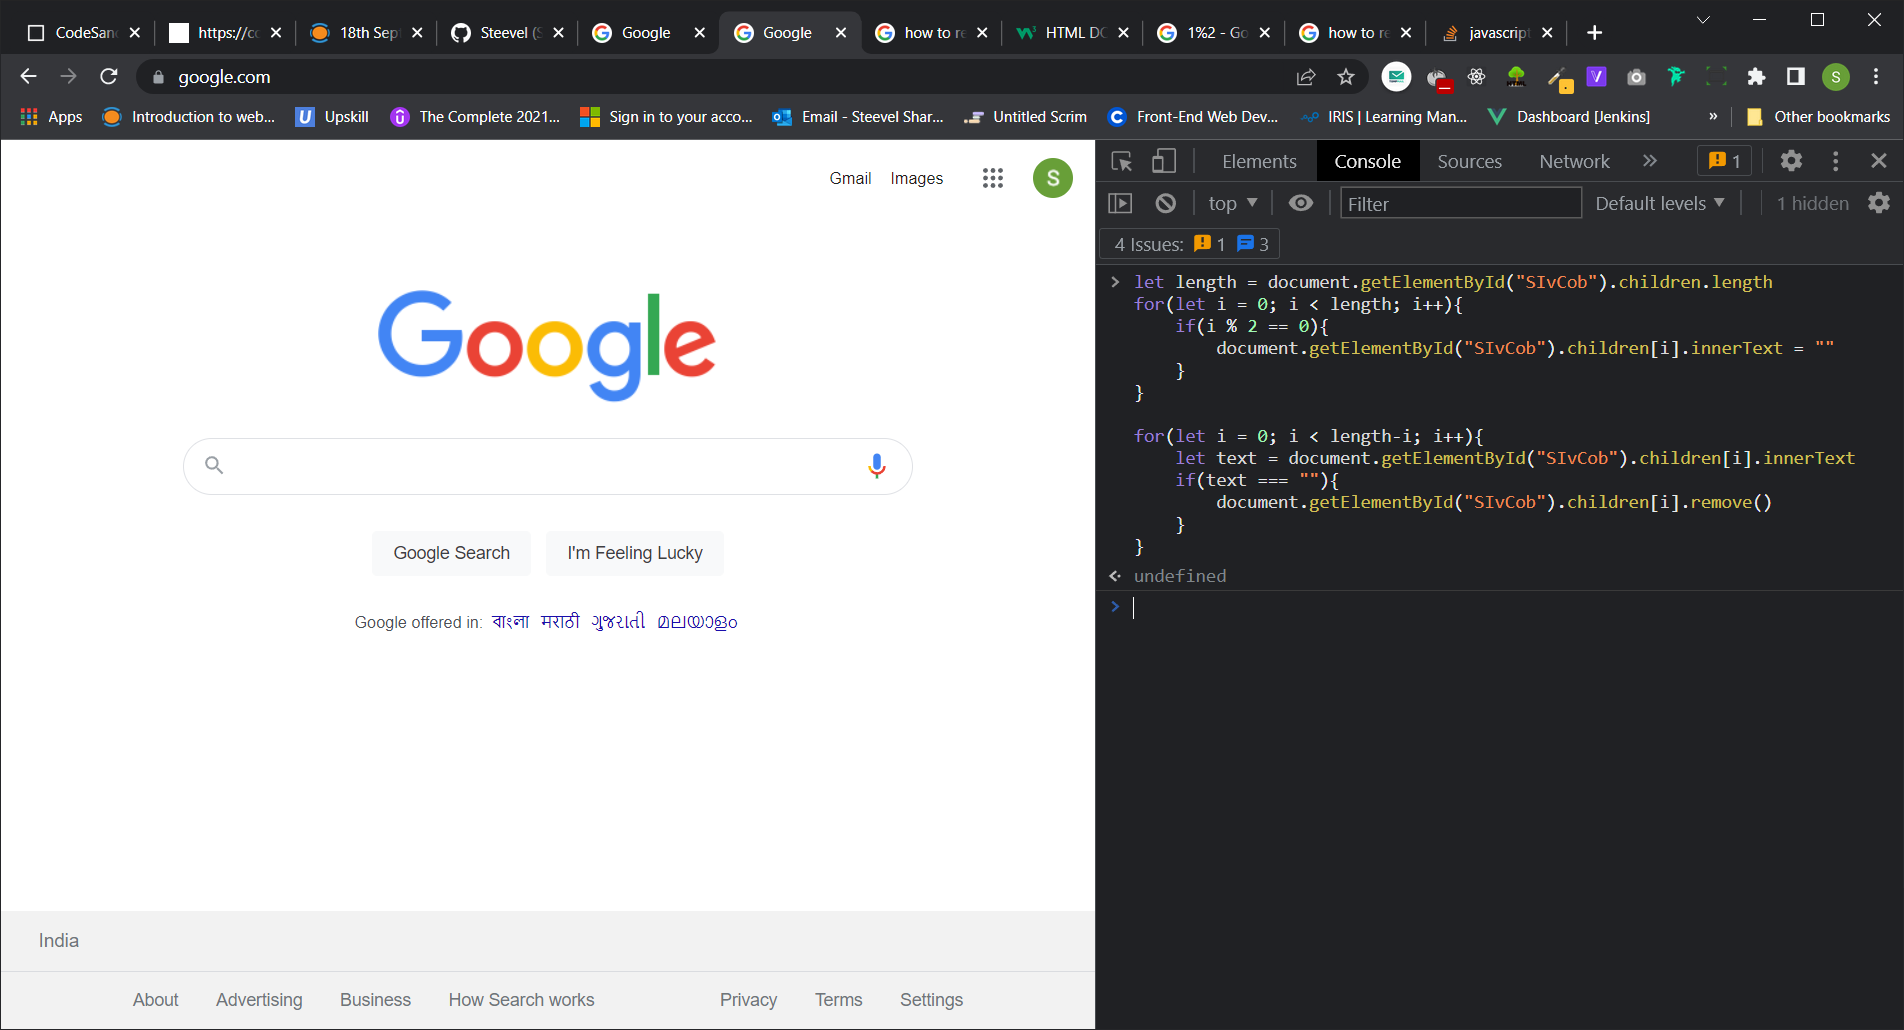 CodeSan
https://co
18th Sep
Steevel (S
Google
Google
how to re
HTML DO
1%2 - Go
how to re
javascript
google.com
S
Apps
Introduction to web...
U
Upskill
The Complete 2021...
Sign in to your acco...
Email - Steevel Shar...
Untitled Scrim
Front-End Web Dev...
IRIS | Learning Man...
Dashboard [Jenkins]
»
Other bookmarks
Gmail
Images
S
Google
Google Search
I'm Feeling Lucky
Google offered in: বাংলা मराठी ગુજરાતી മലയാളം
India
About
Advertising
Business
How Search works
Privacy
Terms
Settings
Elements
Console
Sources
Network
1
top
Filter
Default levels
1 hidden
4 Issues: 1 3
let length = document.getElementById("SIvCob").children.length
for(let i = 0; i < length; i++){
if(i % 2 == 0){
document.getElementById("SIvCob").children[i].innerText = ""
}
}
for(let i = 0; i < length-i; i++){
let text = document.getElementById("SIvCob").children[i].innerText
if(text === ""){
document.getElementById("SIvCob").children[i].remove()
}
}
undefined